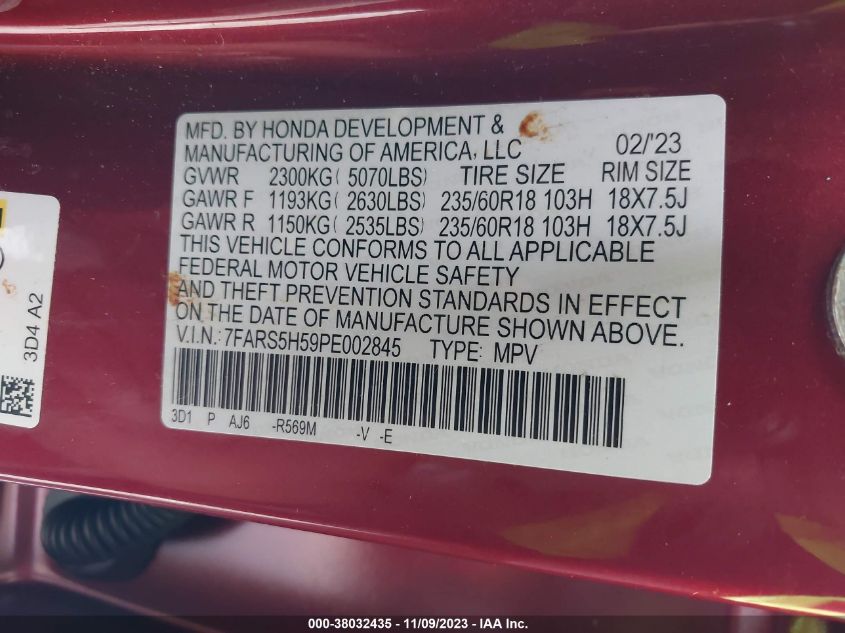 MFD. BY HONDA DEVELOPMENT &
MANUFACTURING OF AMERICA, LLC 02/'23
GVWR 2300KG( 5070LBS) TIRE SIZE RIM SIZE
GAWR F 1193KG( 2630LBS) 235/60R18 103H 18X7.5J
GAWR R 1150KG( 2535LBS) 235/60R18 103H 18X7.5J
THIS VEHICLE CONFORMS TO ALL APPLICABLE
FEDERAL MOTOR VEHICLE SAFETY
AND THEFT PREVENTION STANDARDS IN EFFECT
ON THE DATE OF MANUFACTURE SHOWN ABOVE.
V.I.N.: 7FARS5H59PE002845 TYPE: MPV
3D1 P AJ6 -R569M -V -E
3D4 A2
000-38032435 - 11/09/2023 - IAA Inc.